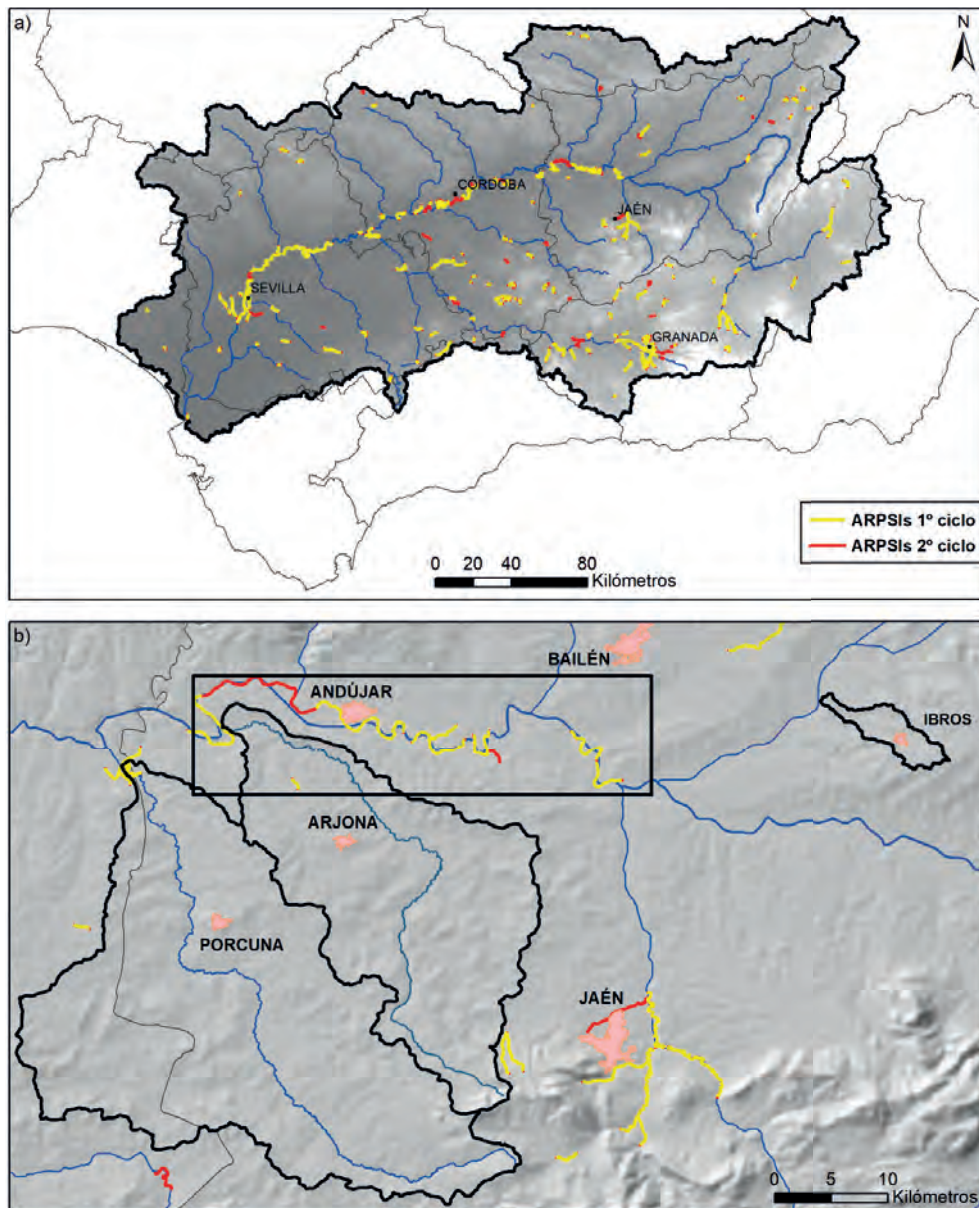 a)
N
CÓRDOBA
JAÉN
SEVILLA
GRANADA
ARPSIs 1º ciclo
ARPSIs 2º ciclo
0 20 40 80
Kilómetros
b)
BAILÉN
ANDÚJAR
IBROS
ARJONA
PORCUNA
JAÉN
0 5 10
Kilómetros